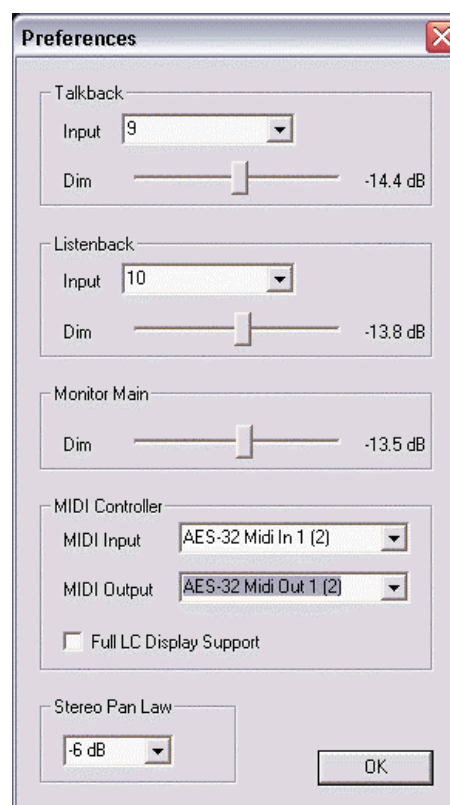 Preferences
Talkback
Input 9
Dim -14.4 dB
Listenback
Input 10
Dim -13.8 dB
Monitor Main
Dim -13.5 dB
MIDI Controller
MIDI Input AES-32 Midi In 1 (2)
MIDI Output AES-32 Midi Out 1 (2)
Full LC Display Support
Stereo Pan Law
-6 dB
OK